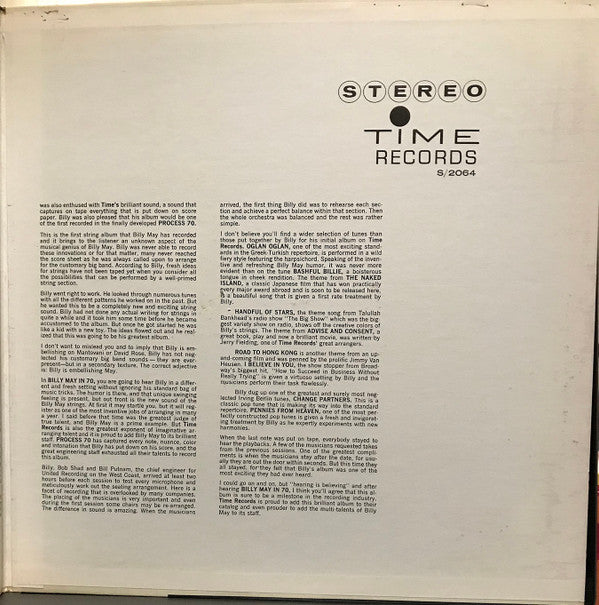 STEREO
TIME
RECORDS
S/2064
was also enthused with Time's brilliant sound, a sound that
captures on tape everything that is put down on score
paper. Billy was also pleased that his album would be one
of the first recorded in the finally developed PROCESS 70.
This is the first string album that Billy May has recorded
and it brings to the listener an unknown aspect of the
musical genius of Billy May. Billy was never able to record
these innovations or for that matter, many never reached
the score sheet as he was always called upon to arrange
for the customary big band. According to Billy, fresh ideas
for strings have not been tapped yet when you consider all
the possibilities that can be performed by a well-primed
string section.
Billy went right to work. He looked through numerous tunes
with all the different patterns he worked on in the past. But
he wanted this to be a completely new and exciting string
sound. Billy had not done any actual writing for strings in
quite a while and it took him some time before he became
accustomed to the album. But once he got started he was
like a kid with a new toy. The ideas flowed out and he real-
ized that this was going to be his greatest album.
I don't want to mislead you and to imply that Billy is em-
belishing on Mantovani or David Rose, Billy has not neg-
lected his customary big band sounds — they are ever-
present—but in a secondary texture. The correct adjective
is: Billy is embellishing May.
In BILLY MAY IN 70, you are going to hear Billy in a differ-
ent and fresh setting without ignoring his standard bag of
music tricks. The humor is there, and that unique swinging
feeling is present, but out front is the new sound of the
Billy May strings. At first it may startle you, but it will reg-
ister as one of the most inventive jobs of arranging in many
a year. I said before that time was the greatest judge of
true talent, and Billy May is a prime example. But Time
Records is also the greatest exponent of imaginative ar-
ranging talent and it is proud to add Billy May to its brilliant
staff. PROCESS 70 has captured every note, nuance, color
and intonation that Billy has put down on his score, and the
great engineering staff exhausted all their talents to record
this album.
Billy, Bob Shad and Bill Putnam, the chief engineer for
United Recording on the West Coast, arrived at least two
hours before each session to test every microphone and
meticulously work out the seating arrangement. Here is a
facet of recording that is overlooked by many companies.
The placing of the musicians is very important and even
during the first session some chairs may be re-arranged.
The difference in sound is amazing. When the musicians
arrived, the first thing Billy did was to rehearse each sec-
tion and achieve a perfect balance within that section. Then
the whole orchestra was balanced and the rest was rather
simple.
I don't believe you'll find a wider selection of tunes than
those put together by Billy for his initial album on Time
Records. OGLAN OGLAN, one of the most exciting stand-
ards in the Greek-Turkish repertoire, is performed in a wild
fiery style featuring the harpsichord. Speaking of the inven-
tive and refreshing Billy May humor, it was never more
evident than on the tune BASHFUL BILLIE, a boisterous
tongue in cheek rendition. The theme from THE NAKED
ISLAND, a classic Japanese film that has won practically
every major award abroad and is soon to be released here,
is a beautiful song that is given a first rate treatment by
Billy.
HANDFUL OF STARS, the theme song from Talullah
Bankhead's radio show "The Big Show" which was the big-
gest variety show on radio, shows off the creative colors of
Billy's strings. The theme from ADVISE AND CONSENT, a
great book, play and now a brilliant movie, was written by
Jerry Fielding, one of Time Records' great arrangers.
ROAD TO HONG KONG is another theme from an up-
and-coming film and was penned by the prolific Jimmy Van
Heusen. I BELIEVE IN YOU, the show stopper from Broad-
way's biggest hit, "How to Succeed in Business Without
Really Trying" is given a virtuoso setting by Billy and the
musicians perform their task flawlessly.
Billy dug up one of the greatest and surely most neg-
lected Irving Berlin tunes, CHANGE PARTNERS. This is a
classic pop tune that is making its way into the standard
repertoire. PENNIES FROM HEAVEN, one of the most per-
fectly constructed pop tunes is given a fresh and invigorat-
ing treatment by Billy as he expertly experiments with new
harmonies.
When the last note was put on tape, everybody stayed to
hear the playbacks. A few of the musicians requested takes
from the previous sessions. One of the greatest compli-
ments is when the musicians stay after the date, for usu-
ally they are out the door within seconds. But this time they
all stayed, for they felt that Billy's album was one of the
most exciting they had ever heard.
I could go on and on, but "hearing is believing" and after
hearing BILLY MAY IN 70, I think you'll agree that this al-
bum is sure to be a milestone in the recording industry.
Time Records is proud to add this brilliant album to their
catalog and even prouder to add the multi-talents of Billy
May to its staff.